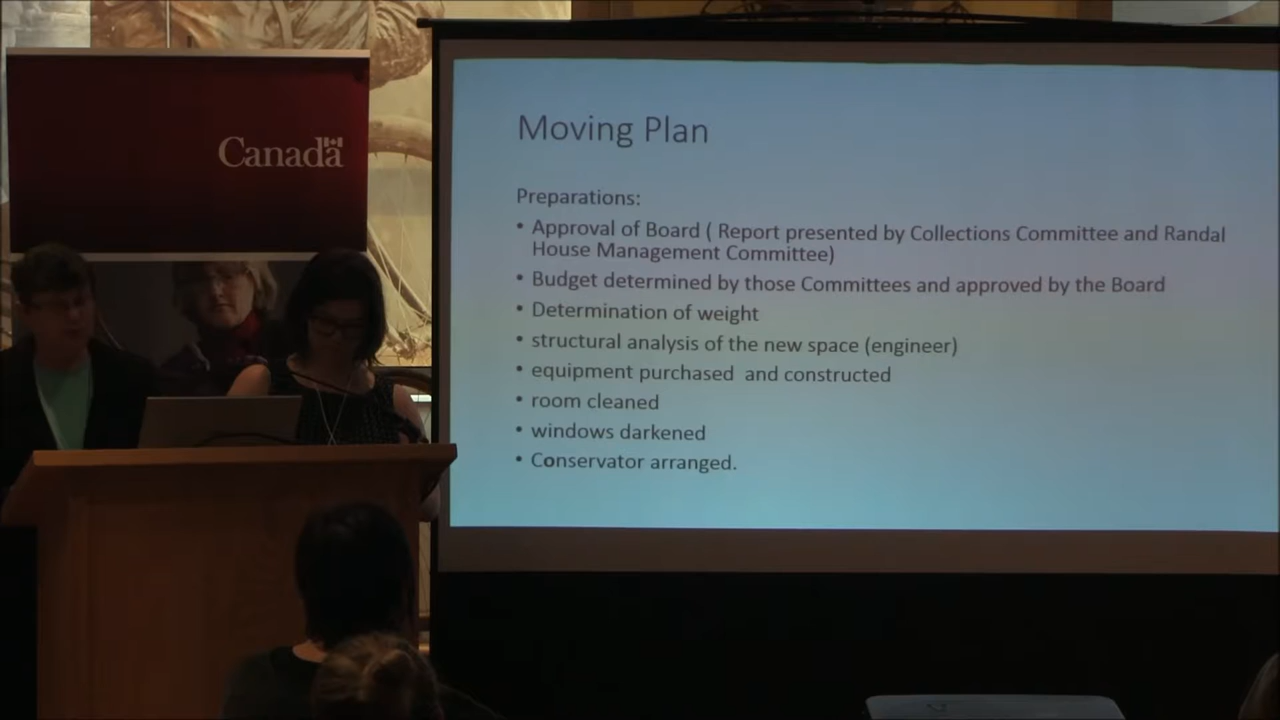 Canada
Moving Plan
Preparations:
• Approval of Board ( Report presented by Collections Committee and Randal
House Management Committee)
• Budget determined by those Committees and approved by the Board
• Determination of weight
• structural analysis of the new space (engineer)
• equipment purchased and constructed
• room cleaned
• windows darkened
• Conservator arranged.